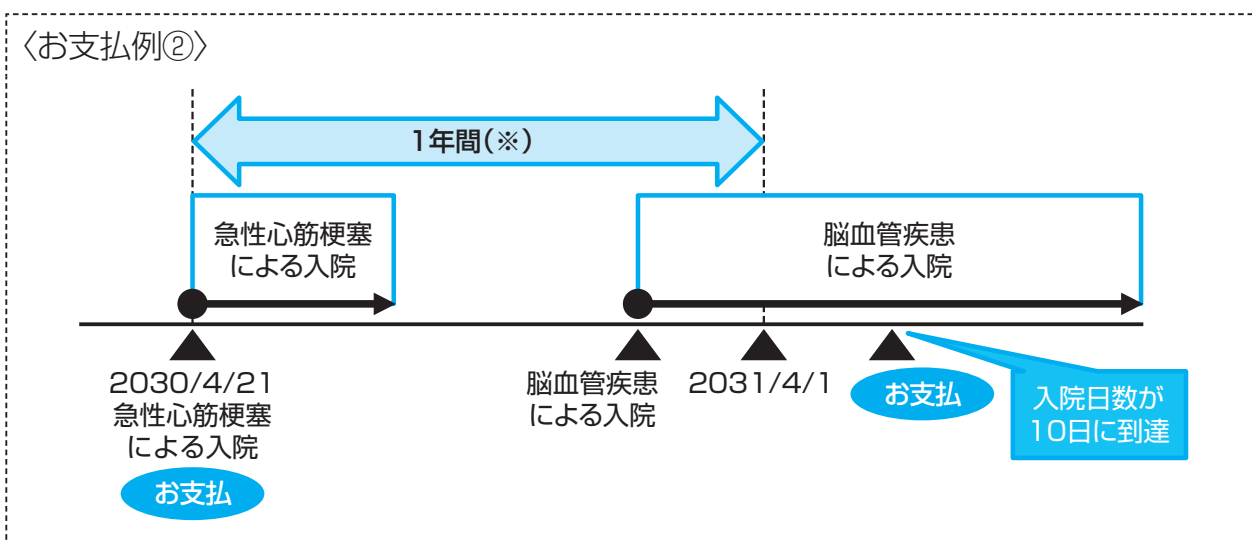 〈お支払例②〉
1年間(※)
急性心筋梗塞
による入院
脳血管疾患
による入院
2030/4/21
急性心筋梗塞
による入院
お支払
脳血管疾患
による入院
2031/4/1
お支払
入院日数が
10日に到達